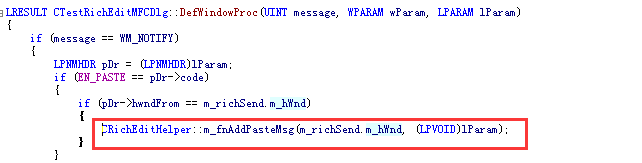 LRESULT CTestRichEditMFCDlg::DefWindowProc(UINT message, WPARAM wParam, LPARAM lParam)
{
if (message == WM_NOTIFY)
{
LPNMHDR pDr = (LPNMHDR)lParam;
if (EN_PASTE == pDr->code)
{
if (pDr->hwndFrom == m_richSend.m_hWnd)
{
CRichEditHelper::m_fnAddPasteMsg(m_richSend.m_hWnd, (LPVOID)lParam);
}
}